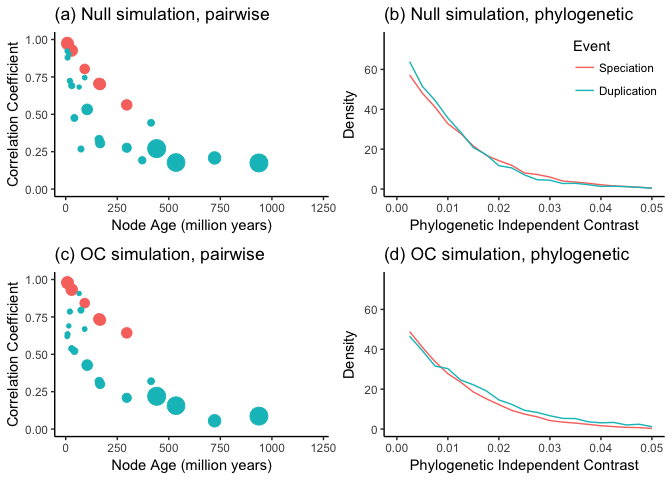 (a) Null simulation, pairwise
1.00
0.75
0.50
0.25
0.00
Correlation Coefficient
0 250 500 750 1000 1250
Node Age (million years)
(b) Null simulation, phylogenetic
Event
Speciation
Duplication
60
40
20
0
Density
0.00 0.01 0.02 0.03 0.04 0.05
Phylogenetic Independent Contrast
(c) OC simulation, pairwise
1.00
0.75
0.50
0.25
0.00
Correlation Coefficient
0 250 500 750 1000 1250
Node Age (million years)
(d) OC simulation, phylogenetic
60
40
20
0
Density
0.00 0.01 0.02 0.03 0.04 0.05
Phylogenetic Independent Contrast